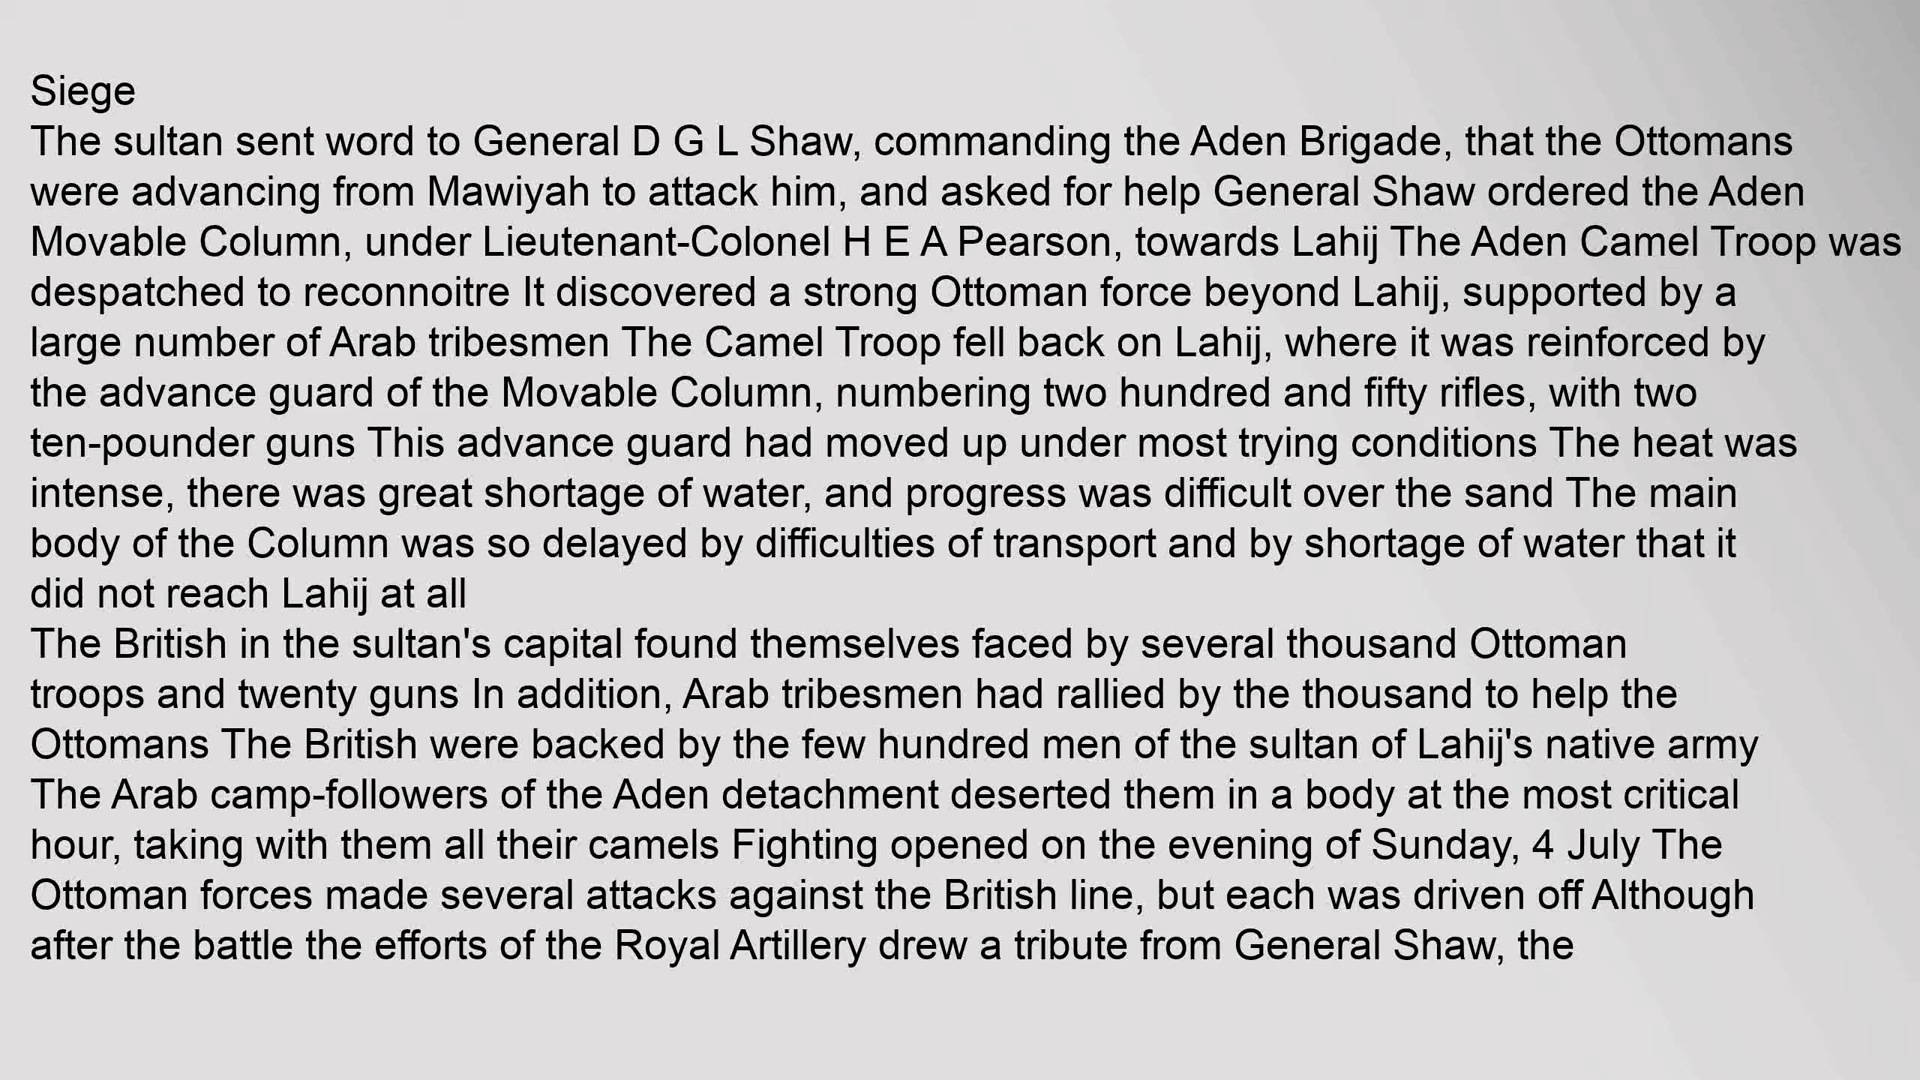 Siege
The sultan sent word to General D G L Shaw, commanding the Aden Brigade, that the Ottomans
were advancing from Mawiyah to attack him, and asked for help General Shaw ordered the Aden
Movable Column, under Lieutenant-Colonel H E A Pearson, towards Lahij The Aden Camel Troop was
despatched to reconnoitre It discovered a strong Ottoman force beyond Lahij, supported by a
large number of Arab tribesmen The Camel Troop fell back on Lahij, where it was reinforced by
the advance guard of the Movable Column, numbering two hundred and fifty rifles, with two
ten-pounder guns This advance guard had moved up under most trying conditions The heat was
intense, there was great shortage of water, and progress was difficult over the sand The main
body of the Column was so delayed by difficulties of transport and by shortage of water that it
did not reach Lahij at all
The British in the sultan's capital found themselves faced by several thousand Ottoman
troops and twenty guns In addition, Arab tribesmen had rallied by the thousand to help the
Ottomans The British were backed by the few hundred men of the sultan of Lahij's native army
The Arab camp-followers of the Aden detachment deserted them in a body at the most critical
hour, taking with them all their camels Fighting opened on the evening of Sunday, 4 July The
Ottoman forces made several attacks against the British line, but each was driven off Although
after the battle the efforts of the Royal Artillery drew a tribute from General Shaw, the